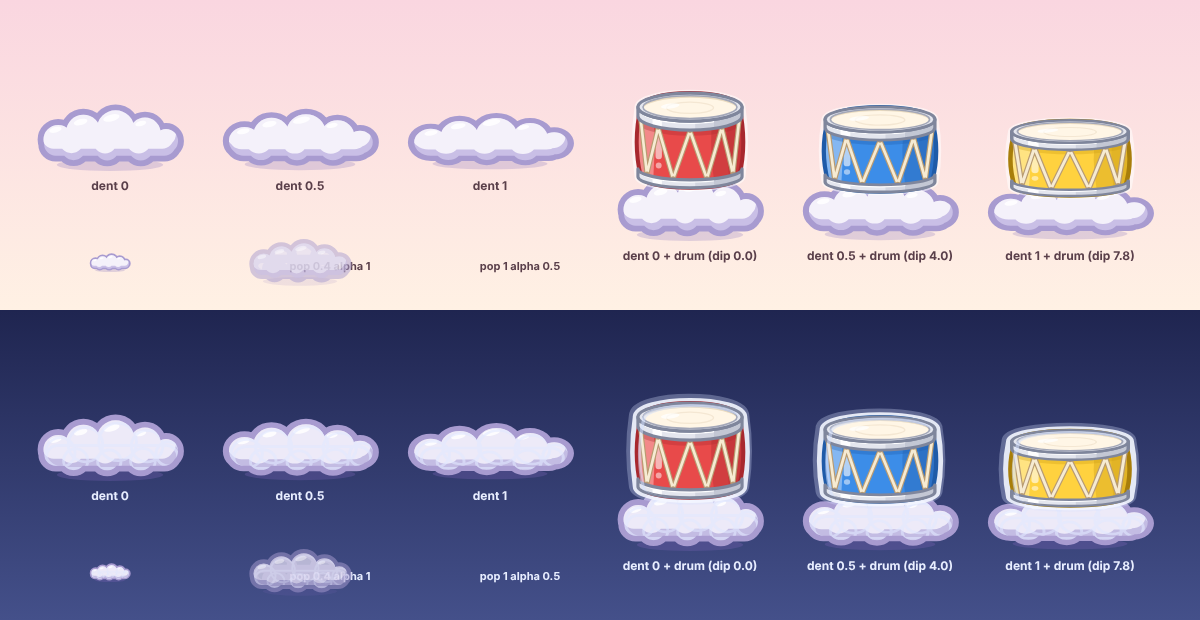 dent 0
dent 0.5
dent 1
dent 0 + drum (dip 0.0)
dent 0.5 + drum (dip 4.0)
dent 1 + drum (dip 7.8)
pop 0.4 alpha 1
pop 1 alpha 0.5
dent 0
dent 0.5
dent 1
dent 0 + drum (dip 0.0)
dent 0.5 + drum (dip 4.0)
dent 1 + drum (dip 7.8)
pop 0.4 alpha 1
pop 1 alpha 0.5